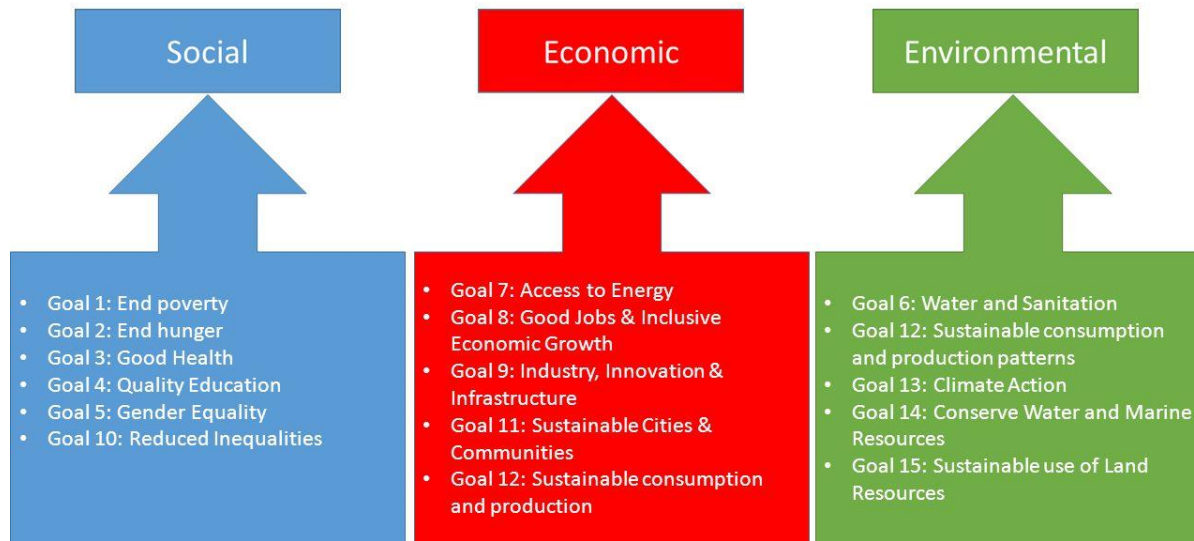 Social
Economic
Environmental
• Goal 1: End poverty
• Goal 2: End hunger
• Goal 3: Good Health
• Goal 4: Quality Education
• Goal 5: Gender Equality
• Goal 10: Reduced Inequalities
• Goal 7: Access to Energy
• Goal 8: Good Jobs & Inclusive
Economic Growth
• Goal 9: Industry, Innovation &
Infrastructure
• Goal 11: Sustainable Cities &
Communities
• Goal 12: Sustainable consumption
and production
• Goal 6: Water and Sanitation
• Goal 12: Sustainable consumption
and production patterns
• Goal 13: Climate Action
• Goal 14: Conserve Water and Marine
Resources
• Goal 15: Sustainable use of Land
Resources